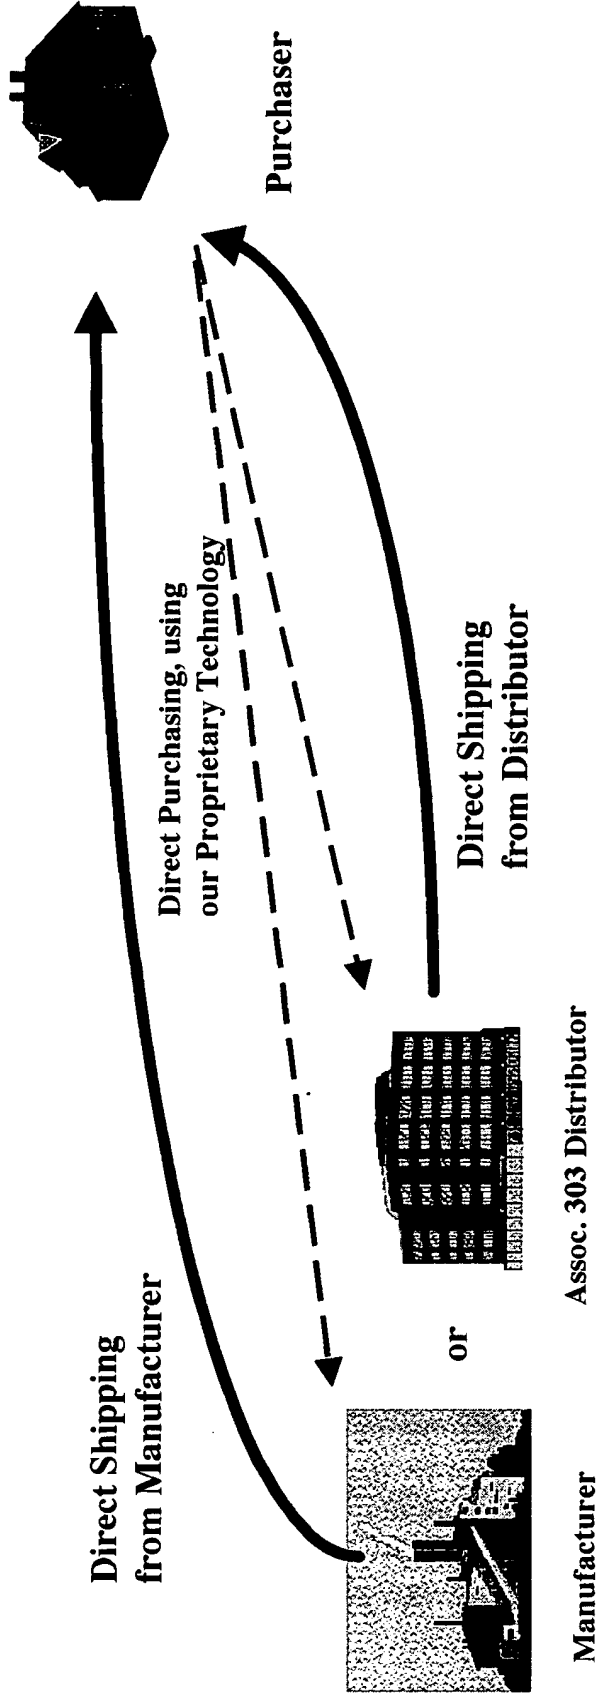 Direct Shipping
from Manufacturer
Direct Purchasing, using
our Proprietary Technology
Purchaser
or
Direct Shipping
from Distributor
Manufacturer
Assoc. 303 Distributor